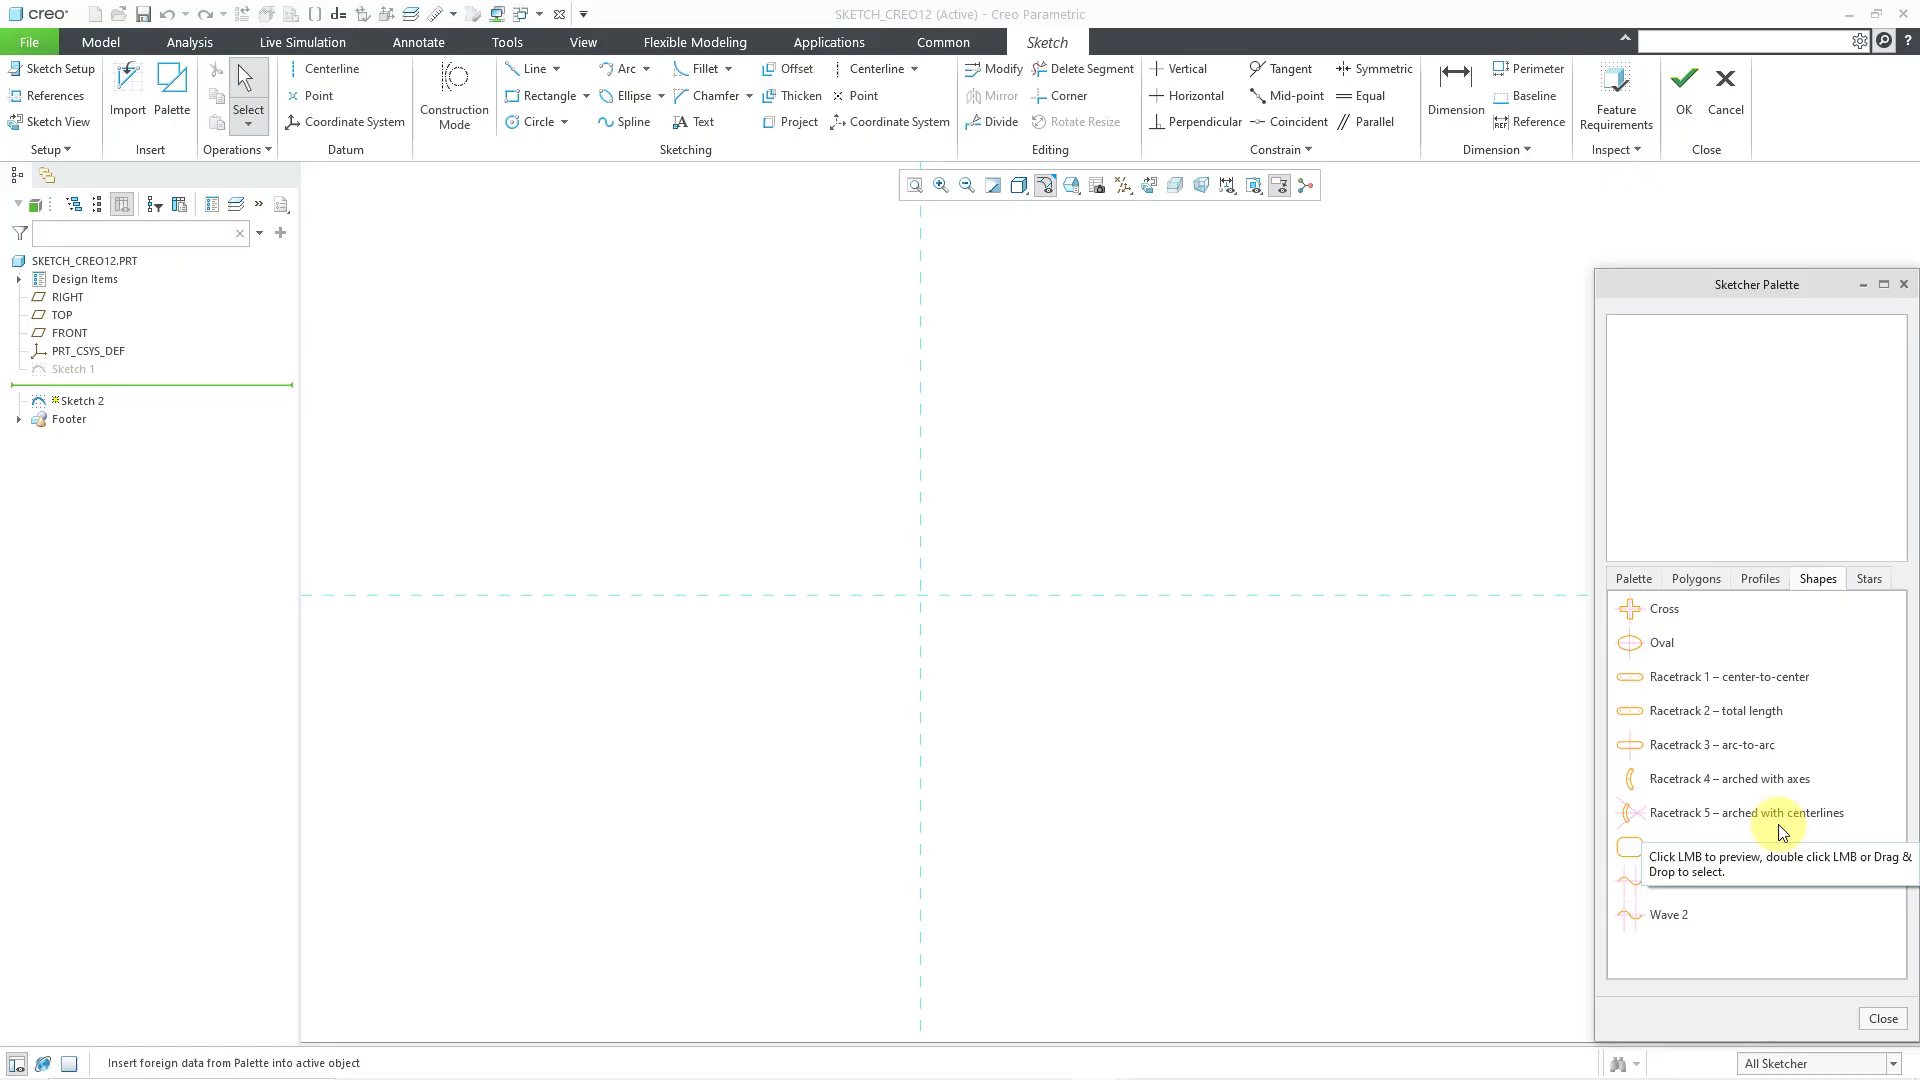 creo
SKETCH_CREO12 (Active) - Creo Parametric
File Model Analysis Live Simulation Annotate Tools View Flexible Modeling Applications Common Sketch
Sketch Setup
References
Sketch View
Setup
Import
Palette
Insert
Select
Operations
Centerline
Point
Coordinate System
Datum
Construction
Mode
Line
Rectangle
Circle
Arc
Ellipse
Spline
Fillet
Chamfer
Text
Offset
Thicken
Project
Centerline
Point
Coordinate System
Sketching
Modify
Mirror
Divide
Delete Segment
Corner
Rotate Resize
Editing
Vertical
Horizontal
Perpendicular
Tangent
Mid-point
Coincident
Symmetric
Equal
Parallel
Constrain
Dimension
Perimeter
Baseline
Reference
Dimension
Feature
Requirements
Inspect
OK
Cancel
Close
SKETCH_CREO12.PRT
Design Items
RIGHT
TOP
FRONT
PRT_CSYS_DEF
Sketch 1
Sketch 2
Footer
Sketcher Palette
Palette Polygons Profiles Shapes Stars
Cross
Oval
Racetrack 1 – center-to-center
Racetrack 2 – total length
Racetrack 3 – arc-to-arc
Racetrack 4 – arched with axes
Racetrack 5 – arched with centerlines
Click LMB to preview, double click LMB or Drag &
Drop to select.
Wave 2
Close
Insert foreign data from Palette into active object
All Sketcher